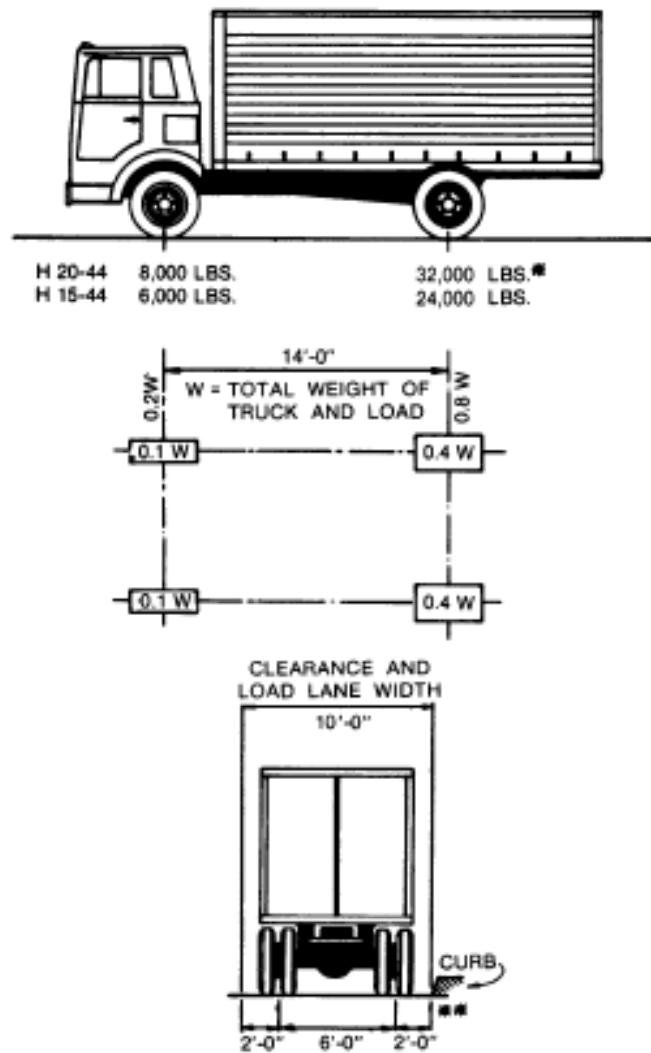 H 20-44 8,000 LBS. 32,000 LBS.*
H 15-44 6,000 LBS. 24,000 LBS.
14'-0"
0.2W
W = TOTAL WEIGHT OF
TRUCK AND LOAD
0.8 W
0.1 W 0.4 W
0.1 W 0.4 W
CLEARANCE AND
LOAD LANE WIDTH
10'-0"
CURB
**
2'-0" 6'-0" 2'-0"